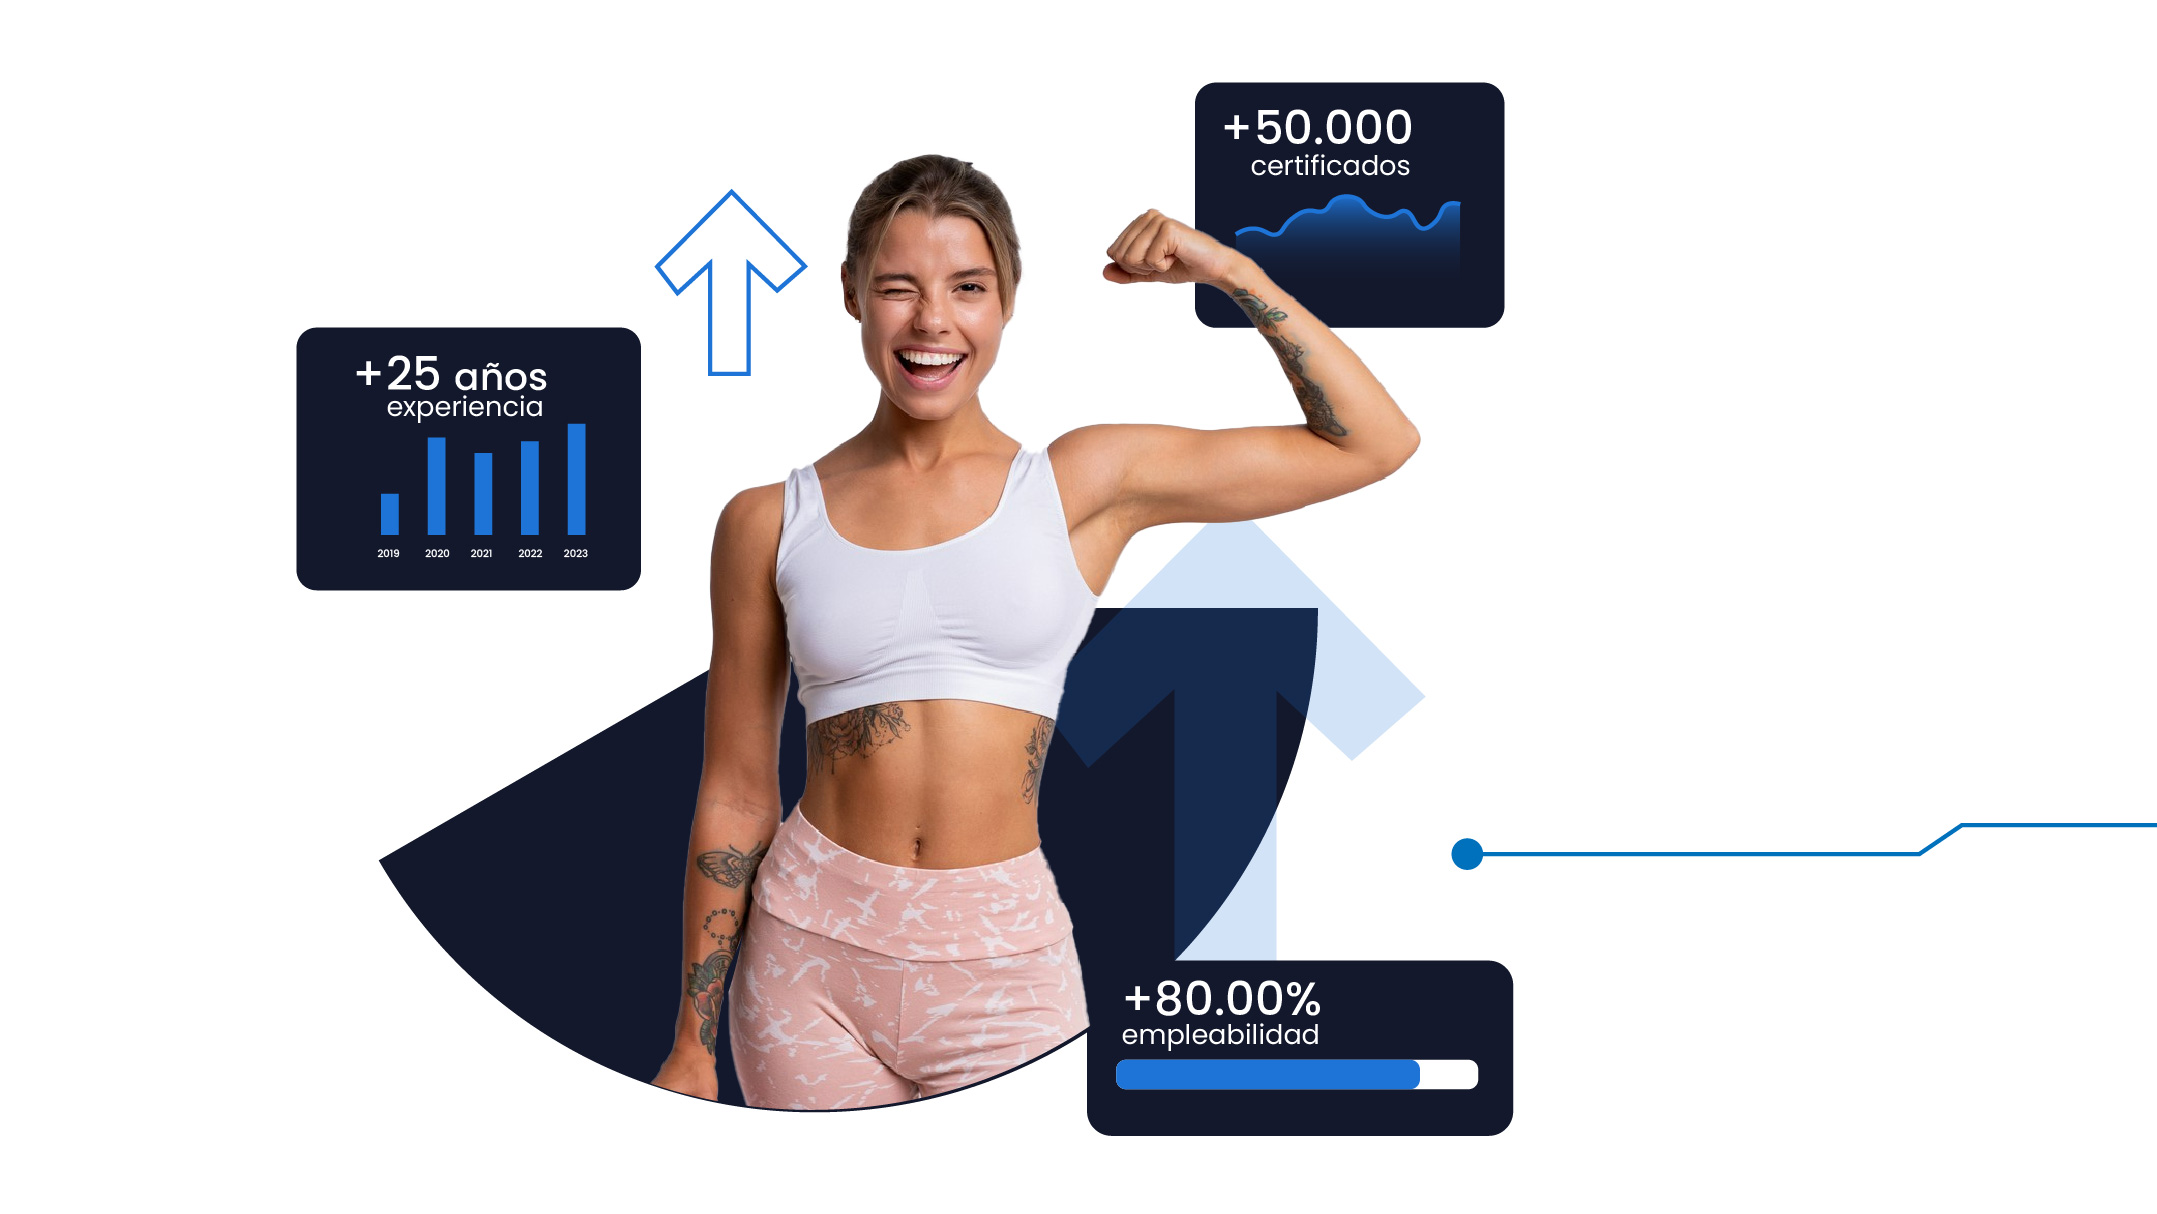 +50.000
certificados
+25 años
experiencia
2019 2020 2021 2022 2023
+80.00%
empleabilidad